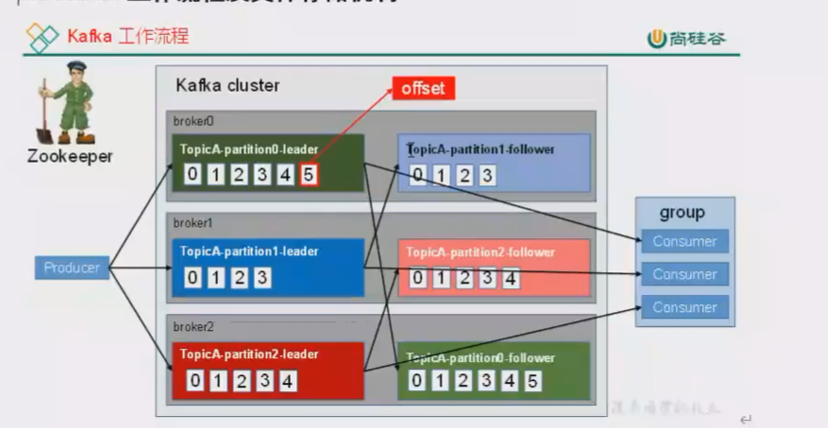 Kafka 工作流程
尚硅谷
Zookeeper
Kafka cluster
offset
broker0
TopicA-partition0-leader
0 1 2 3 4 5
TopicA-partition1-follower
0 1 2 3
broker1
TopicA-partition1-leader
0 1 2 3
TopicA-partition2-follower
0 1 2 3 4
broker2
TopicA-partition2-leader
0 1 2 3 4
TopicA-partition0-follower
0 1 2 3 4 5
Producer
group
Consumer
Consumer
Consumer